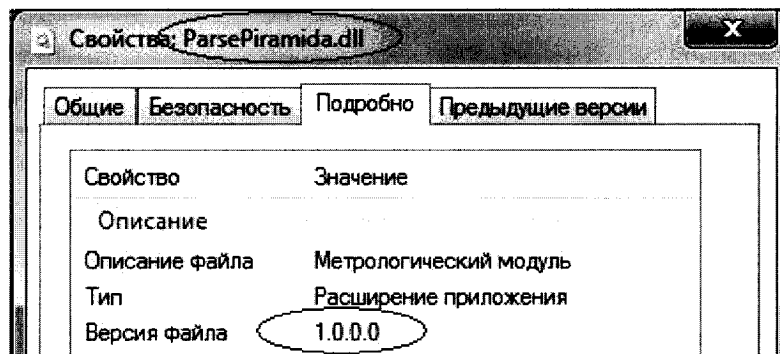 Свойства: ParsePiramida.dll
Общие Безопасность Подробно Предыдущие версии
Свойство Значение
Описание
Описание файла Метрологический модуль
Тип Расширение приложения
Версия файла 1.0.0.0